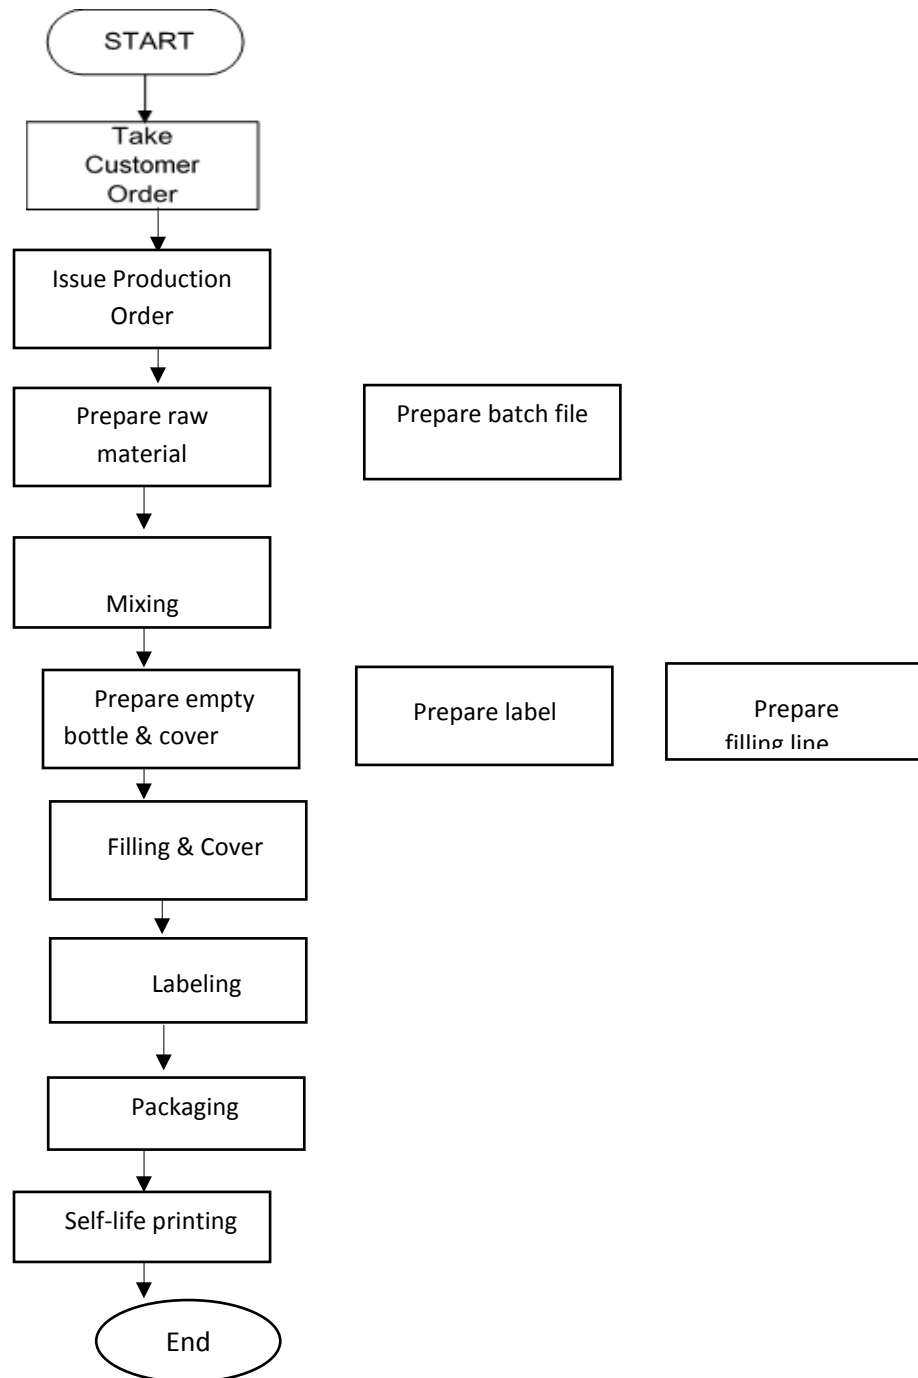 START
Take
Customer
Order
Issue Production
Order
Prepare raw
material
Prepare batch file
Mixing
Prepare empty
bottle & cover
Prepare label
Prepare
filling line
Filling & Cover
Labeling
Packaging
Self-life printing
End